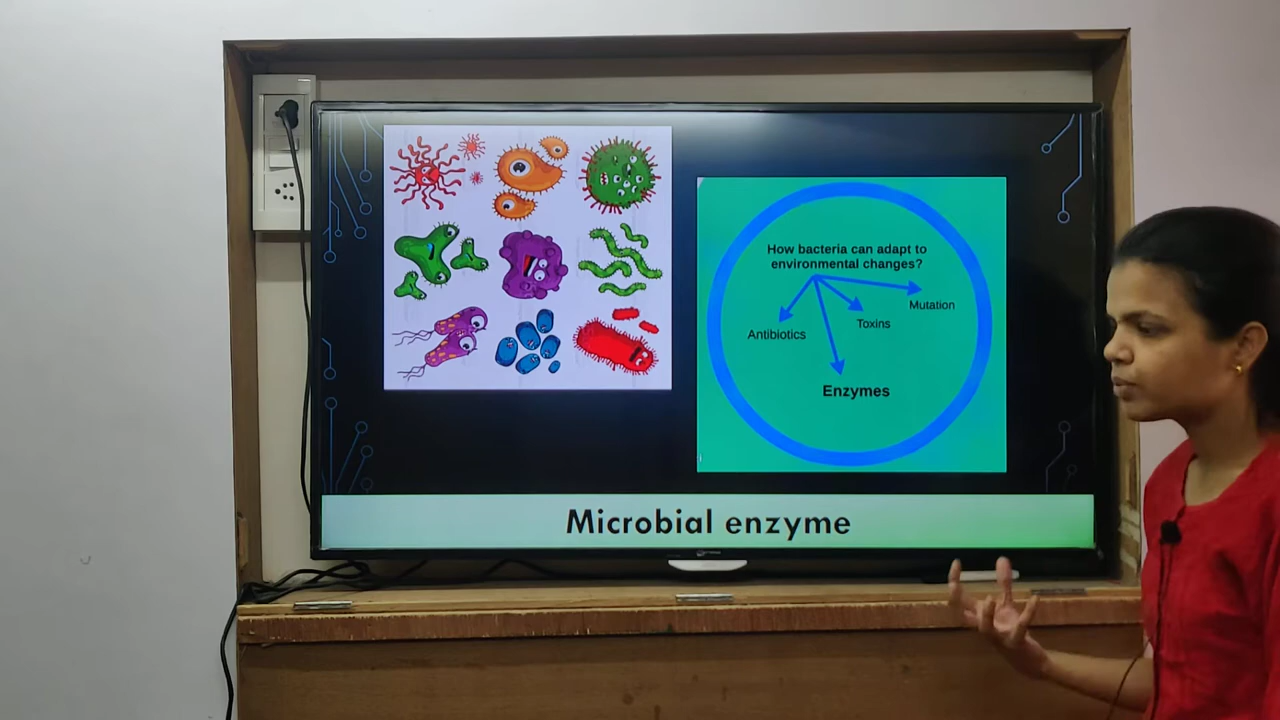 How bacteria can adapt to
environmental changes?
Mutation
Toxins
Antibiotics
Enzymes
Microbial enzyme